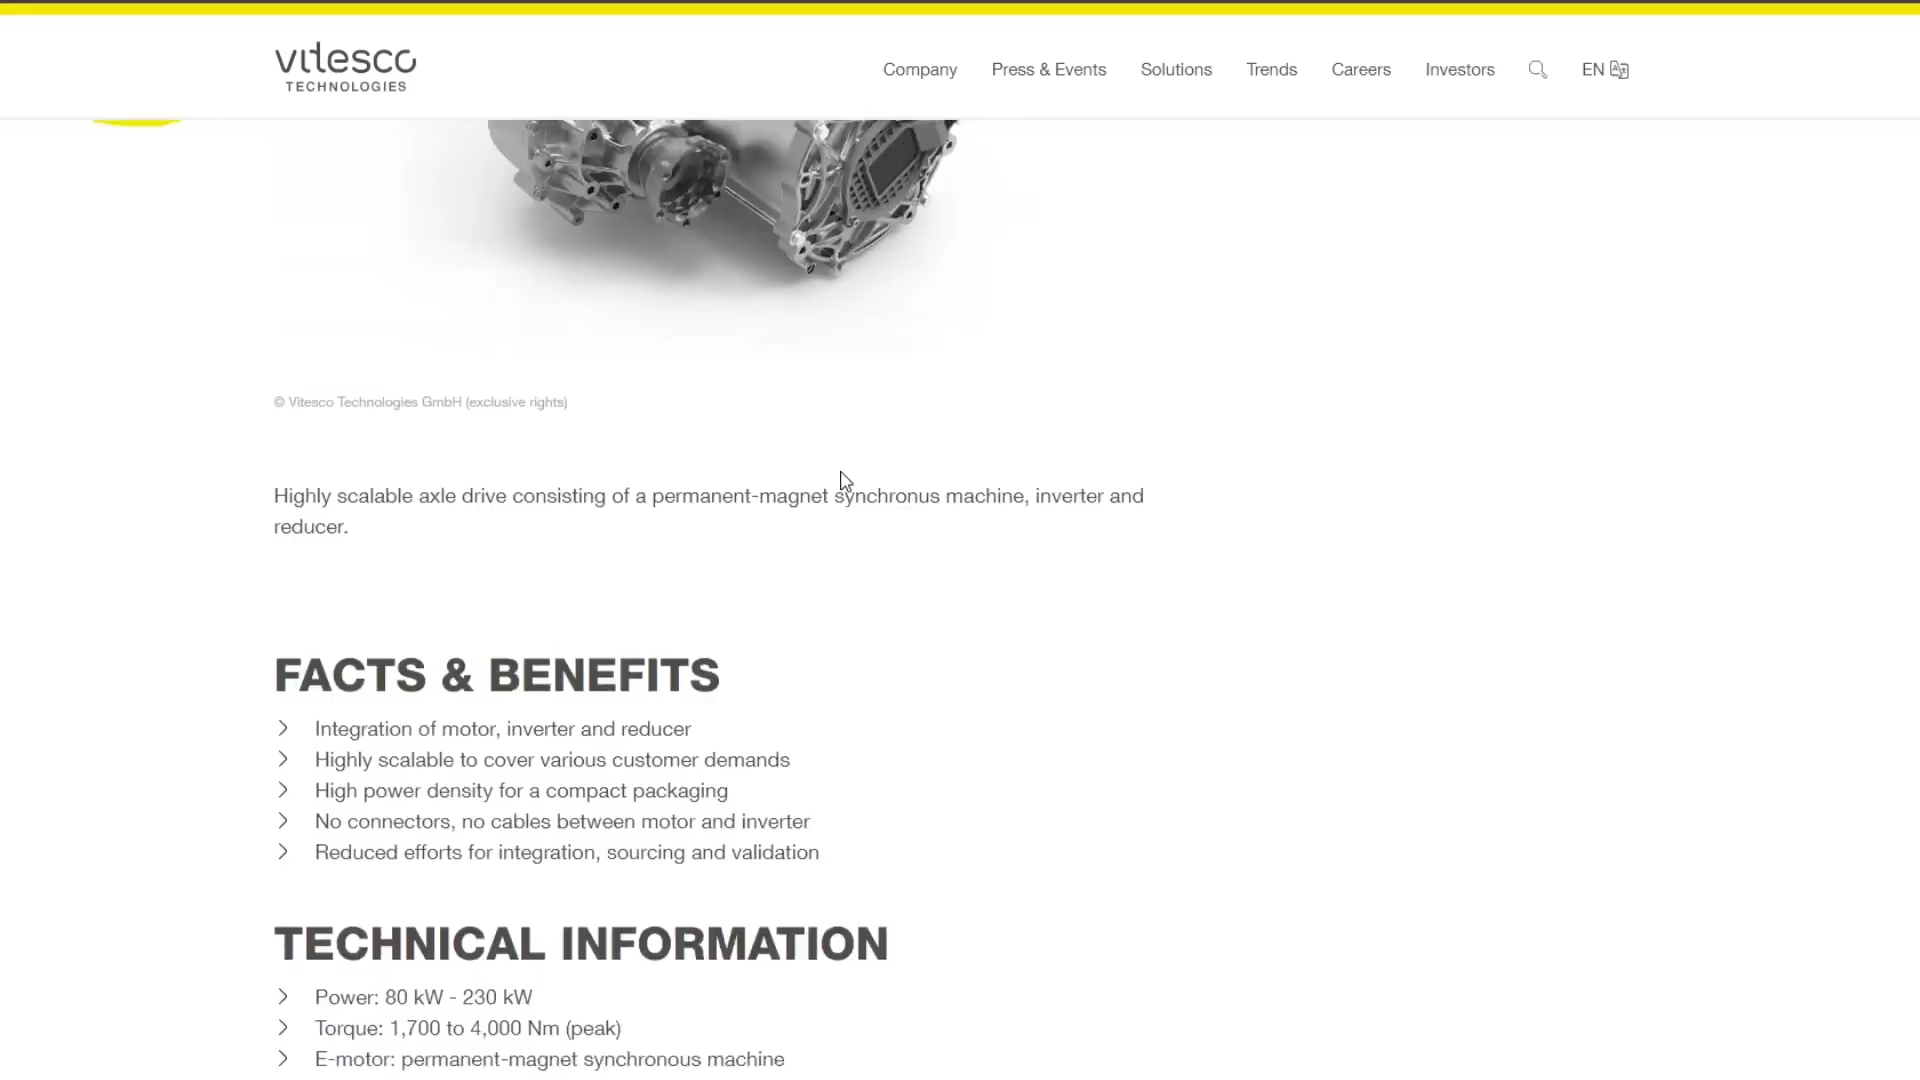 vitesco
TECHNOLOGIES
Company Press & Events Solutions Trends Careers Investors EN
© Vitesco Technologies GmbH (exclusive rights)
Highly scalable axle drive consisting of a permanent-magnet synchronus machine, inverter and
reducer.
FACTS & BENEFITS
Integration of motor, inverter and reducer
Highly scalable to cover various customer demands
High power density for a compact packaging
No connectors, no cables between motor and inverter
Reduced efforts for integration, sourcing and validation
TECHNICAL INFORMATION
Power: 80 kW - 230 kW
Torque: 1,700 to 4,000 Nm (peak)
E-motor: permanent-magnet synchronous machine